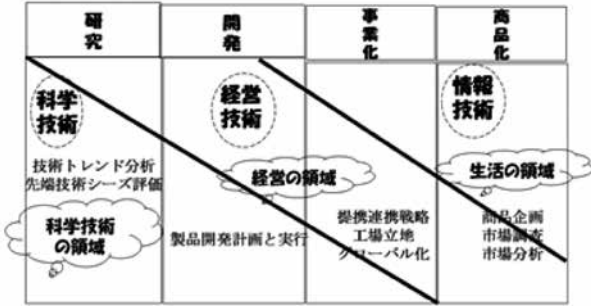 研究
開発
事業化
商品化
科学
技術
経営
技術
情報
技術
技術トレンド分析
先端技術シーズ評価
経営の領域
生活の領域
科学技術
の領域
製品開発計画と実行
提携連携戦略
工場立地
グローバル化
商品企画
市場調査
市場分析